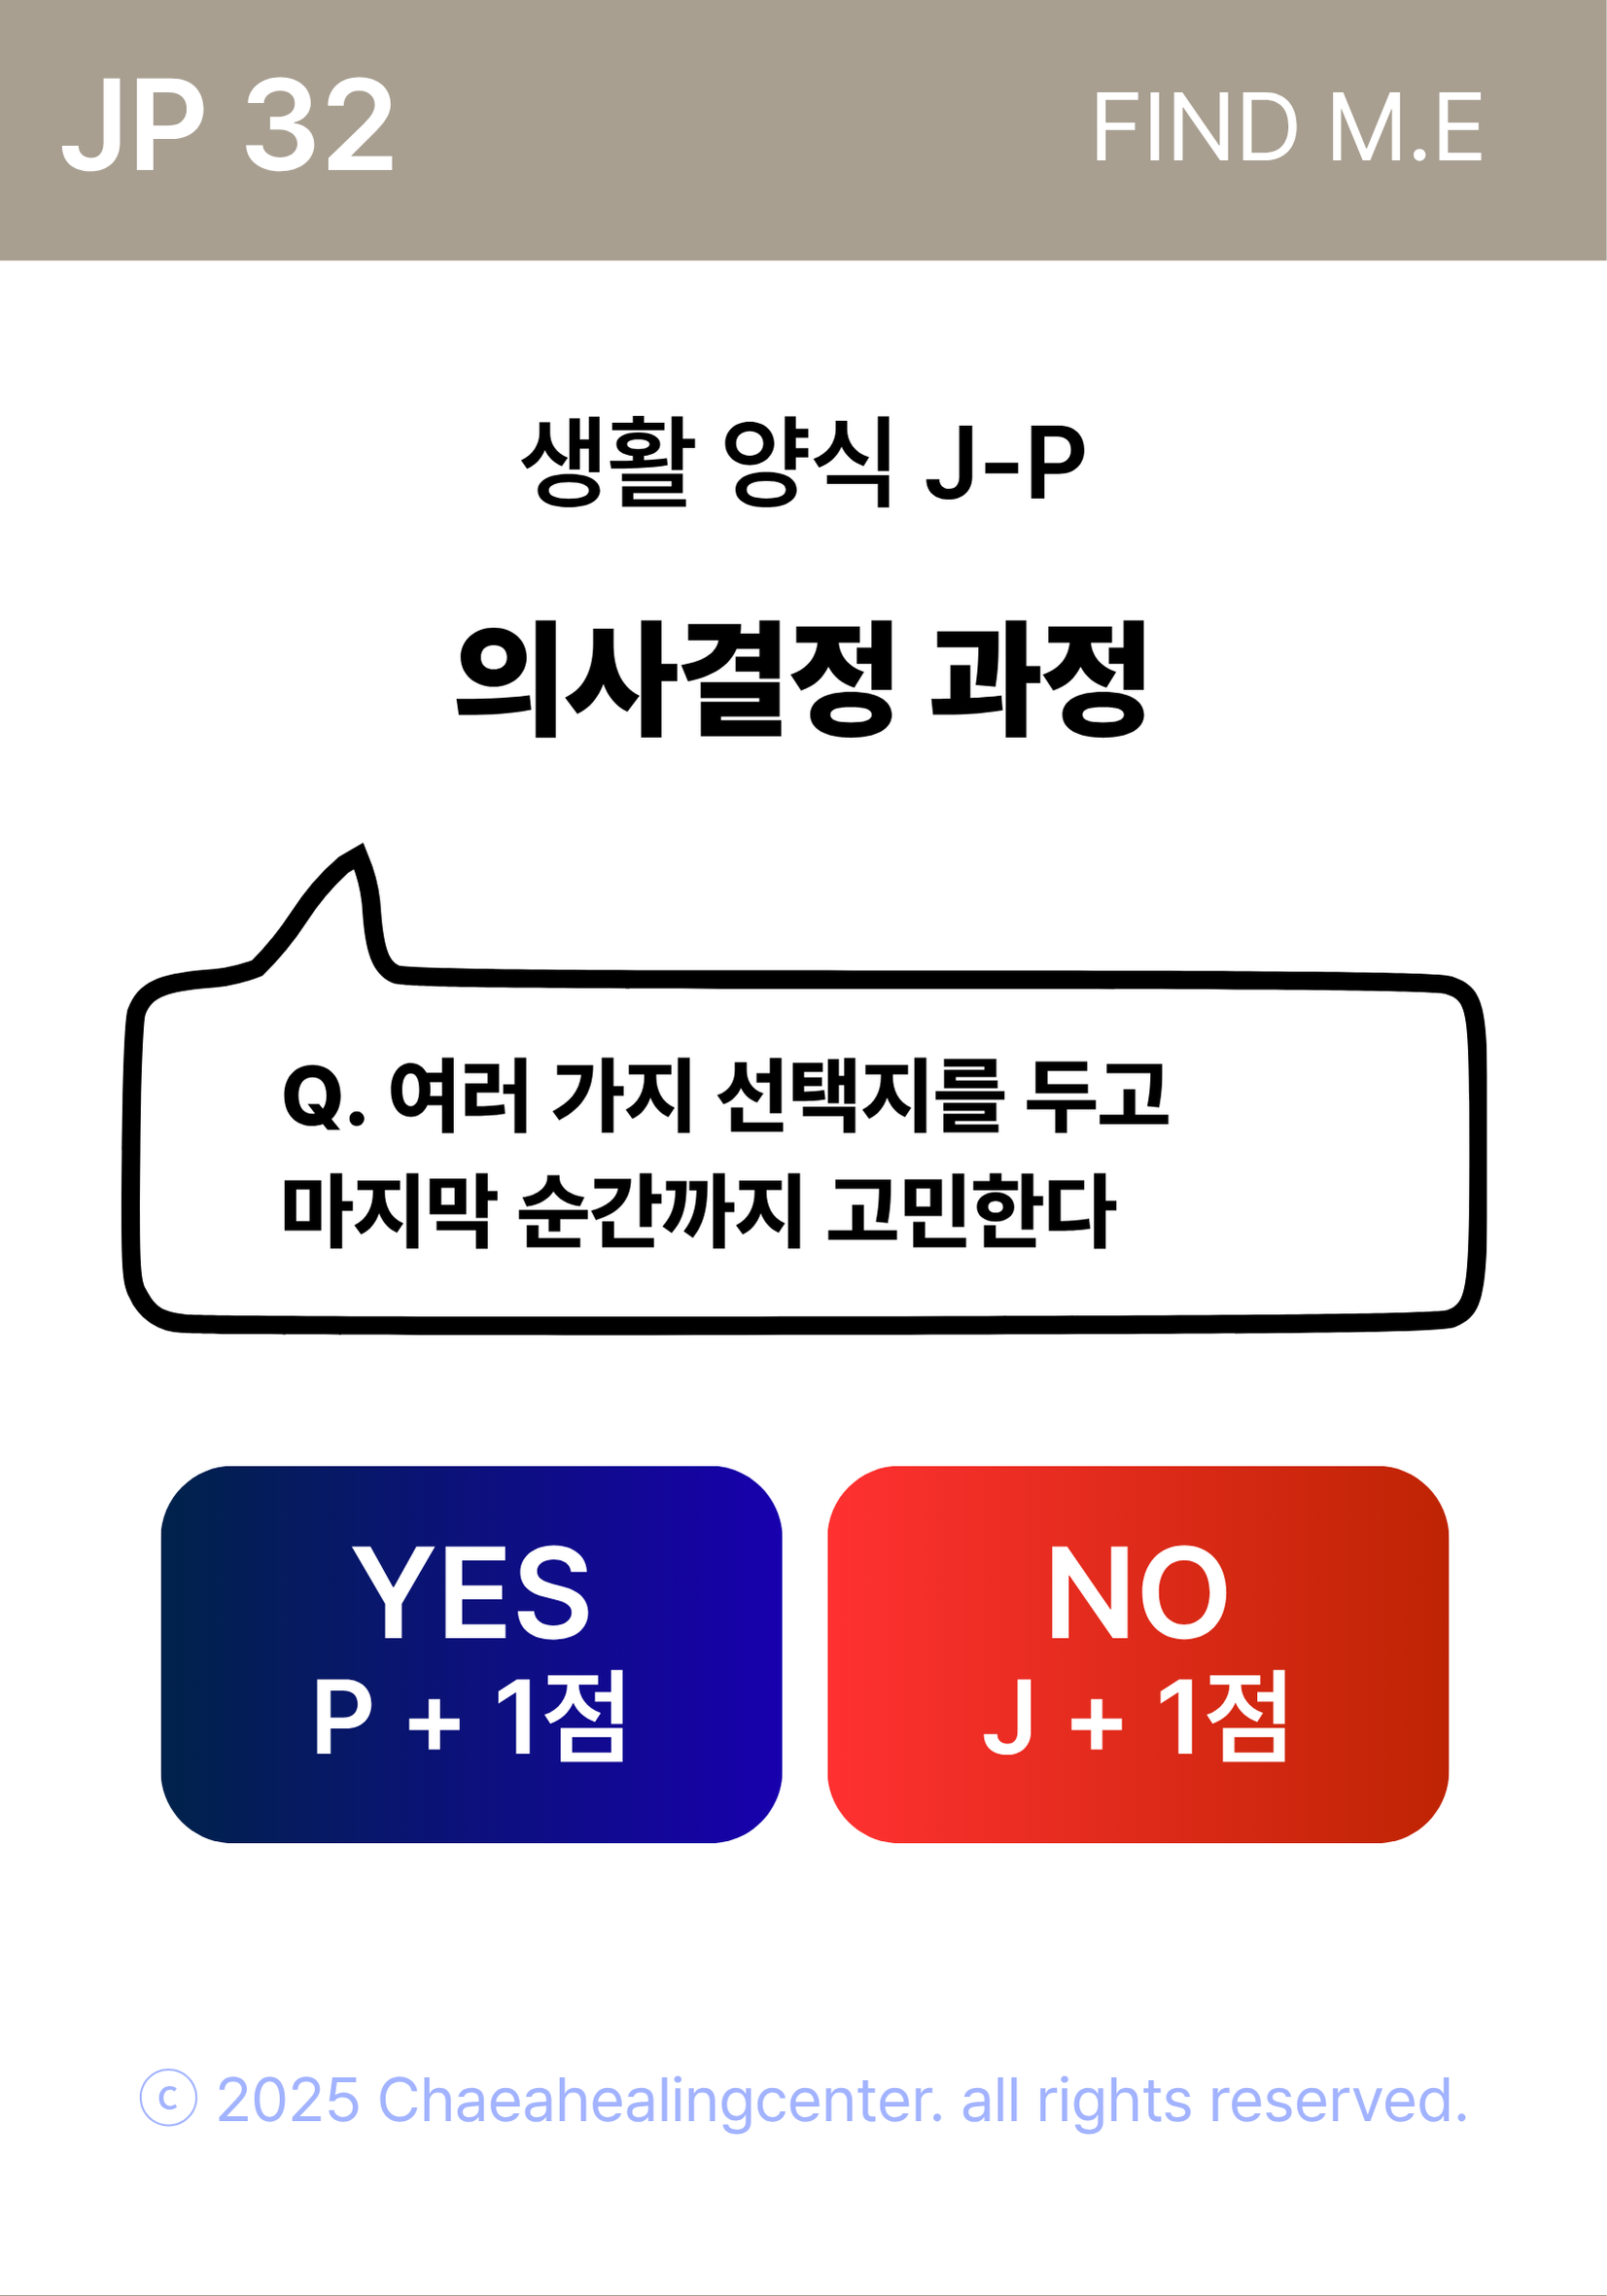 JP 32
FIND M.E
생활 양식 J-P
의사결정 과정
Q.여러 가지 선택지를 두고
마지막 순간까지 고민한다
YES
P + 1점
NO
J + 1점
© 2025 Chaeahealingcenter. all rights reserved.